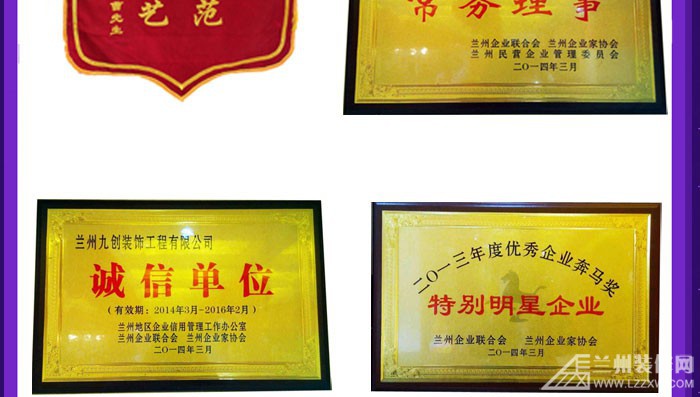 艺范
先生
常务理事
兰州企业联合会 兰州企业家协会
兰州民营企业管理委员会
二〇一四年三月
兰州九创装饰工程有限公司
诚信单位
(有效期：2014年3月-2016年2月)
兰州地区企业信用管理工作办公室
兰州企业联合会 兰州企业家协会
二〇一四年三月
二〇一三年度优秀企业奔马奖
特别明星企业
兰州企业联合会 兰州企业家协会
二〇一四年三月
兰州装修网
WWW.LZZXW.COM